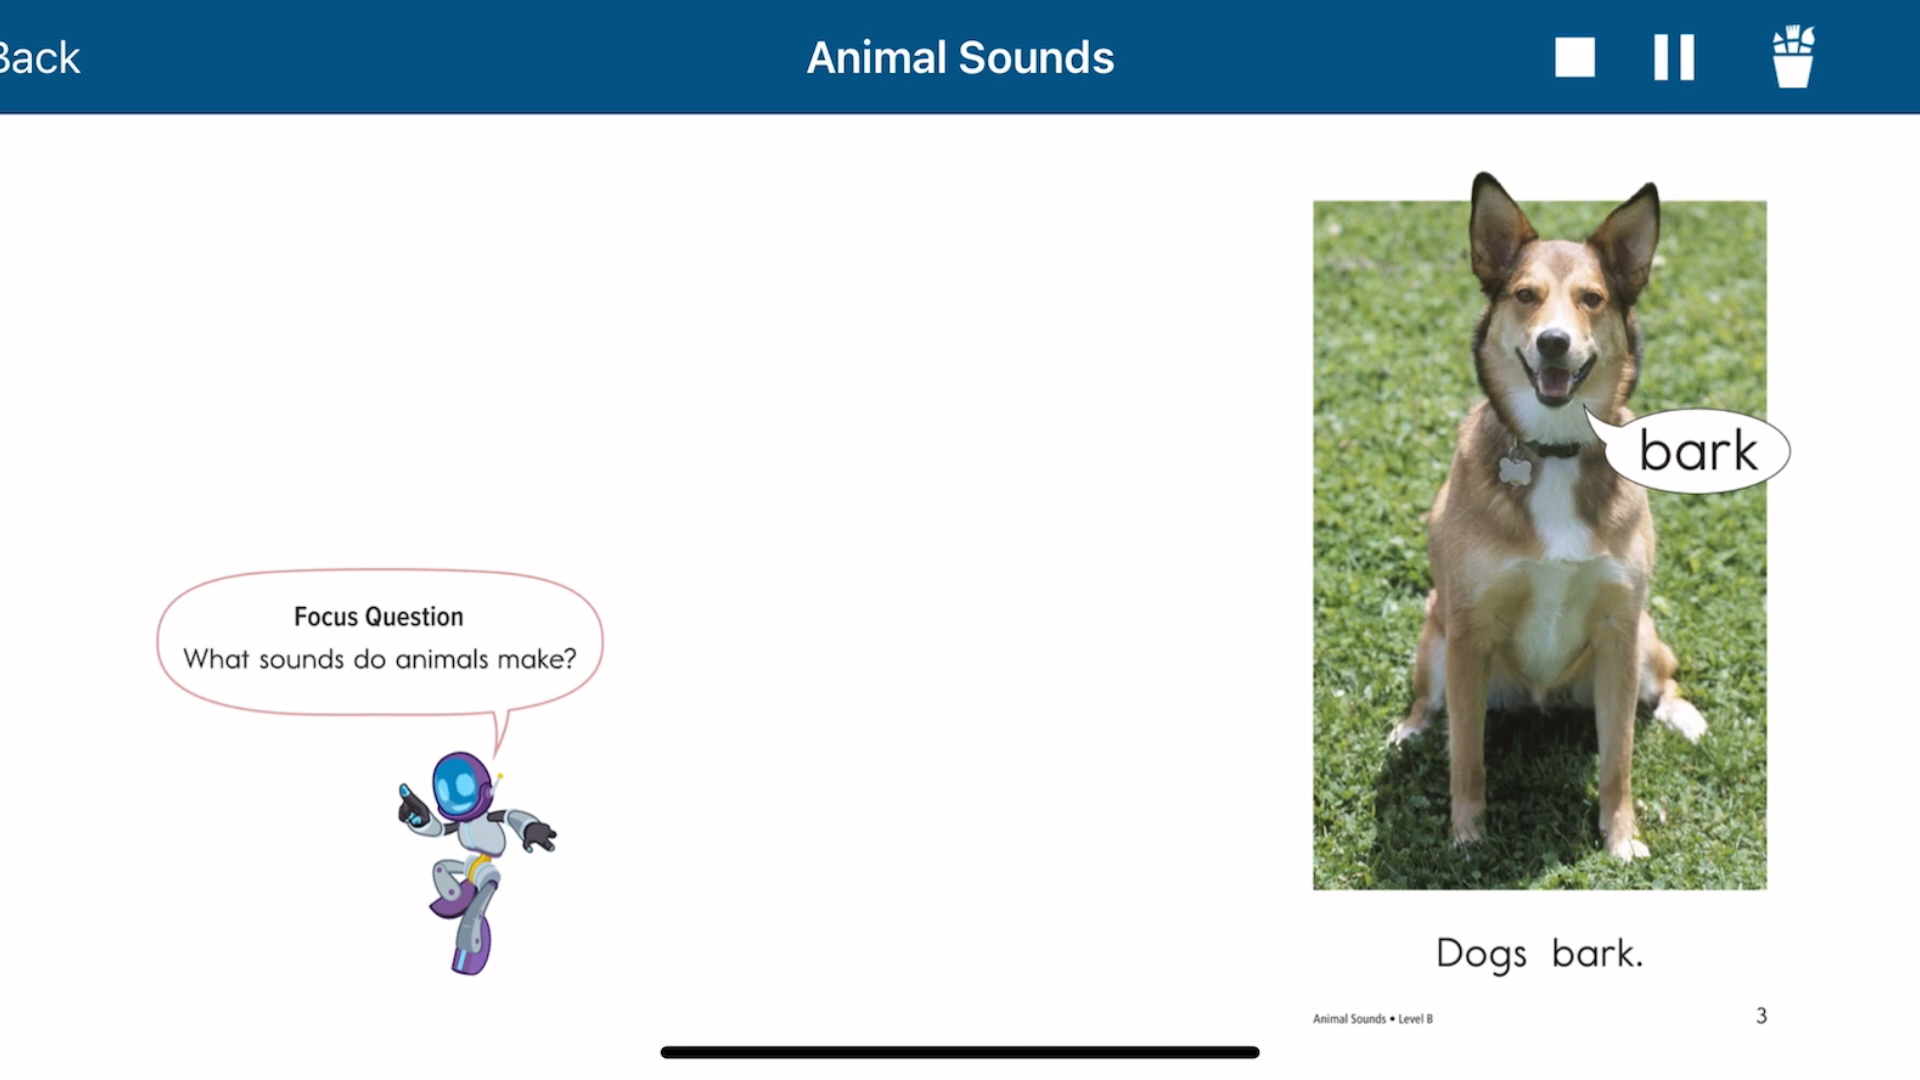 Back
Animal Sounds
Focus Question
What sounds do animals make?
bark
Dogs bark.
Animal Sounds • Level B
3